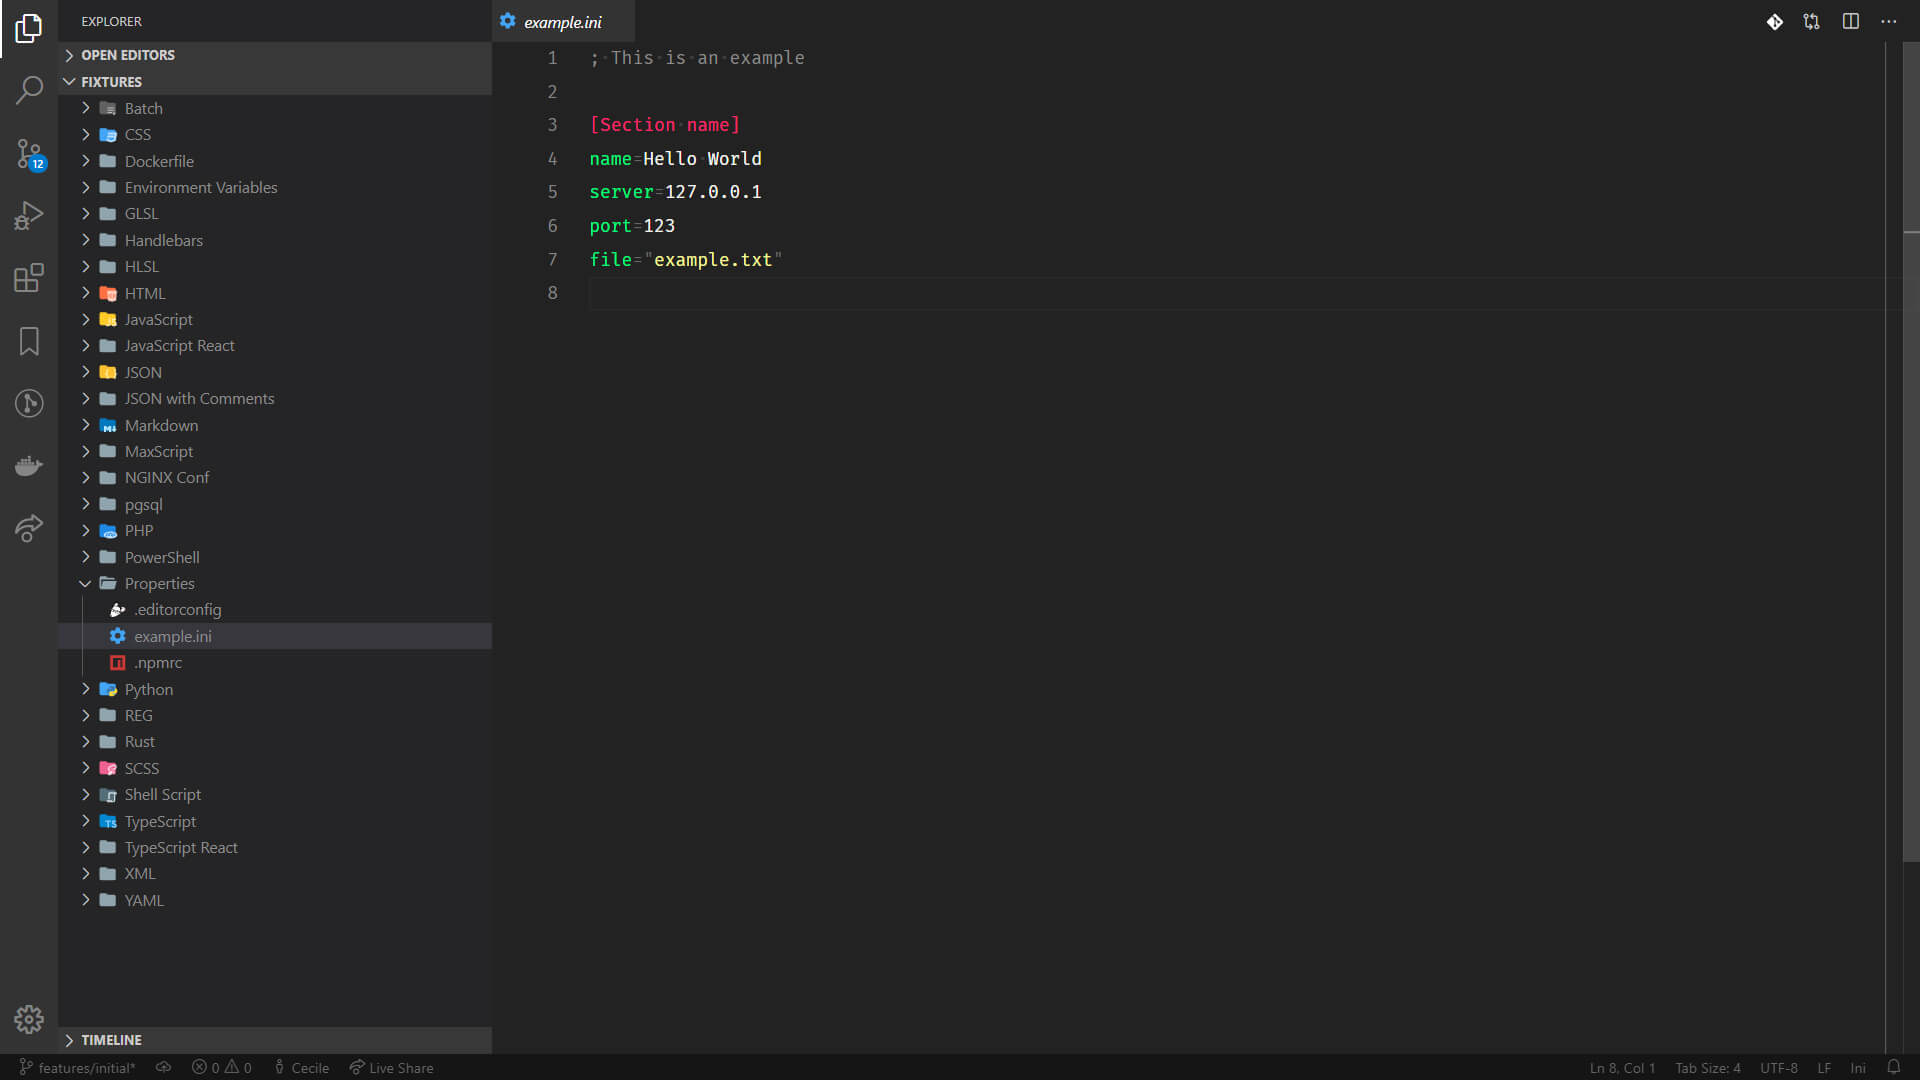 EXPLORER
OPEN EDITORS
FIXTURES
Batch
CSS
Dockerfile
Environment Variables
GLSL
Handlebars
HLSL
HTML
JavaScript
JavaScript React
JSON
JSON with Comments
Markdown
MaxScript
NGINX Conf
pgsql
PHP
PowerShell
Properties
.editorconfig
example.ini
.npmrc
Python
REG
Rust
SCSS
Shell Script
TypeScript
TypeScript React
XML
YAML
TIMELINE
12
example.ini
1 ; This is an example
2
3 [Section name]
4 name=Hello World
5 server=127.0.0.1
6 port=123
7 file="example.txt"
8
features/initial* 0 0 Cecile Live Share Ln 8, Col 1 Tab Size: 4 UTF-8 LF Ini